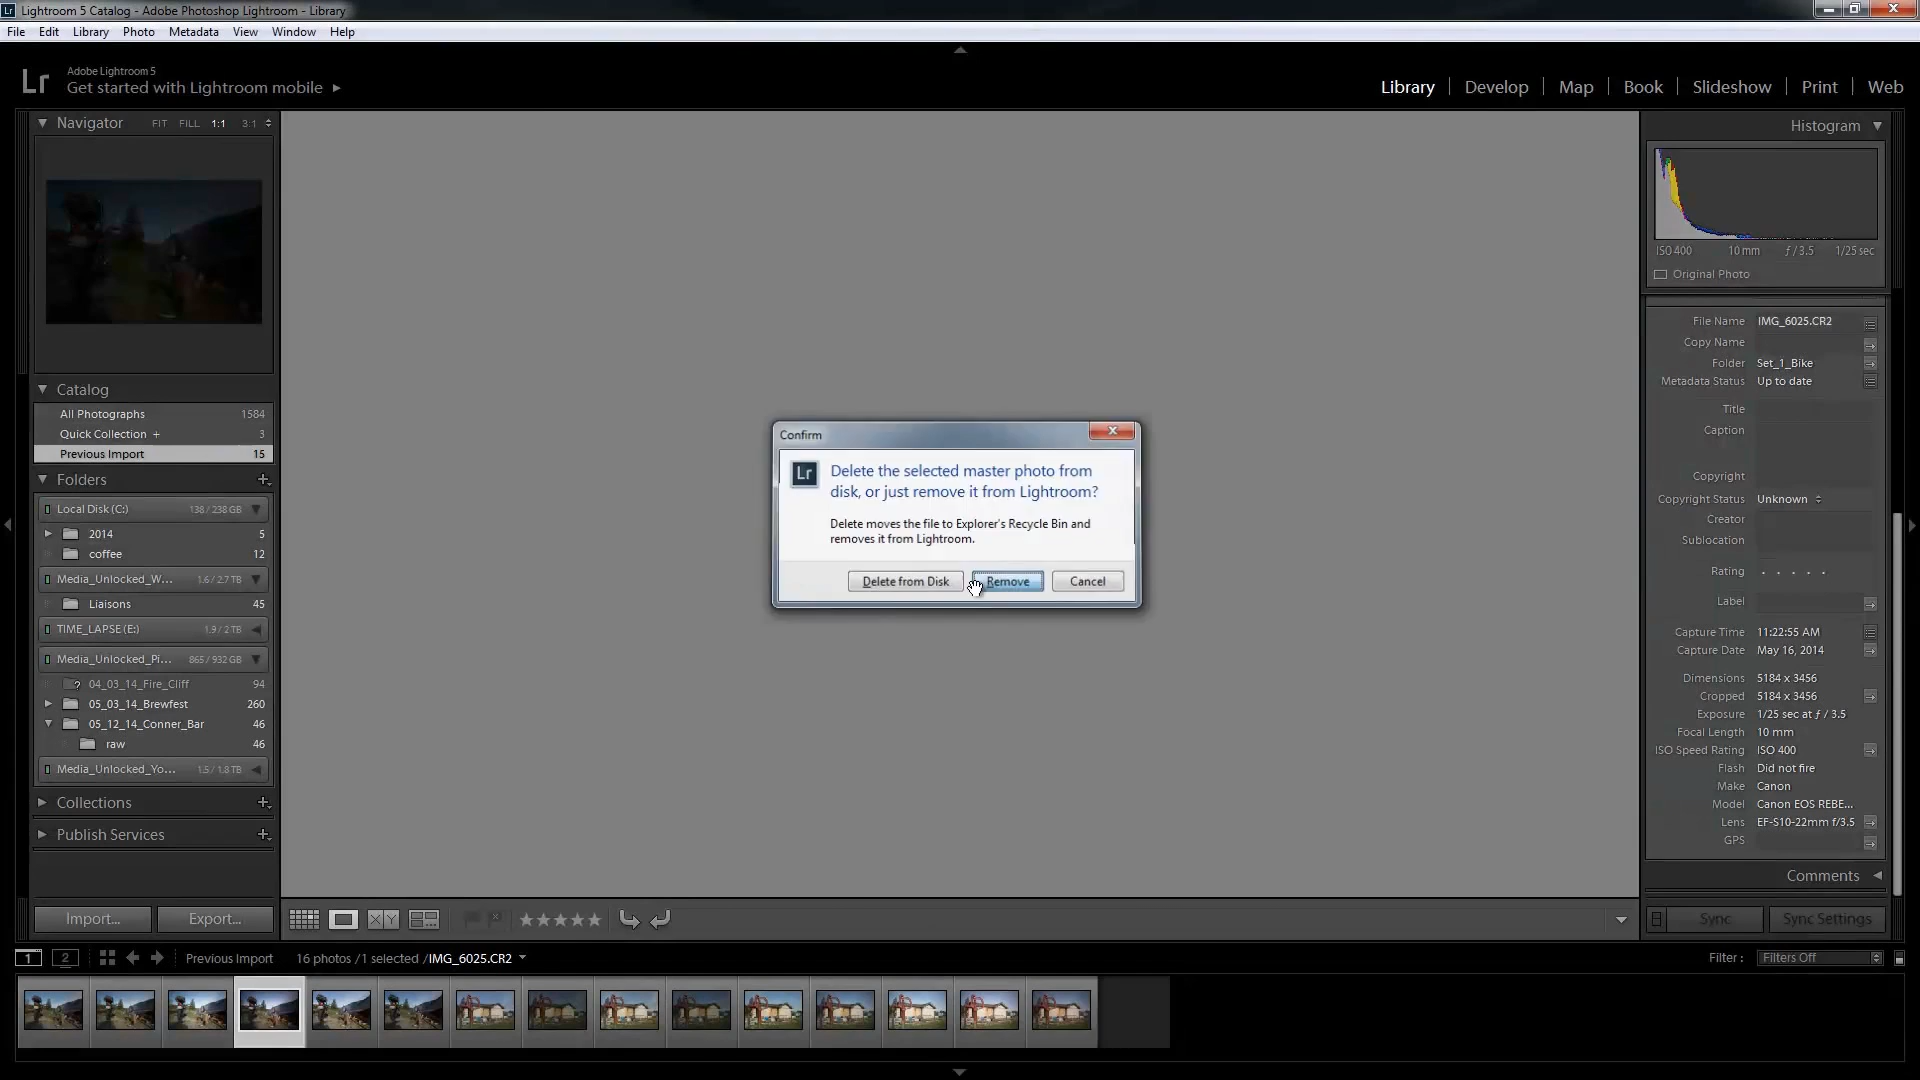 Lightroom 5 Catalog - Adobe Photoshop Lightroom - Library
File Edit Library Photo Metadata View Window Help
Lr
Adobe Lightroom 5
Get started with Lightroom mobile
Library Develop Map Book Slideshow Print Web
Navigator FIT FILL 1:1 3:1
Catalog
All Photographs 1584
Quick Collection + 3
Previous Import 15
Folders
Local Disk (C:) 138 / 238 GB
2014 5
coffee 12
Media_Unlocked_W... 1.6 / 2.7 TB
Liaisons 45
TIME_LAPSE (E:) 1.9 / 2 TB
Media_Unlocked_Pi... 865 / 932 GB
04_03_14_Fire_Cliff 94
05_03_14_Brewfest 260
05_12_14_Conner_Bar 46
raw 46
Media_Unlocked_Yo... 1.5 / 1.8 TB
Collections
Publish Services
Import... Export...
Confirm
Lr
Delete the selected master photo from
disk, or just remove it from Lightroom?
Delete moves the file to Explorer's Recycle Bin and
removes it from Lightroom.
Delete from Disk Remove Cancel
Histogram
ISO 400 10 mm ƒ / 3.5 1/25 sec
Original Photo
File Name IMG_6025.CR2
Copy Name
Folder Set_1_Bike
Metadata Status Up to date
Title
Caption
Copyright
Copyright Status Unknown
Creator
Sublocation
Rating
Label
Capture Time 11:22:55 AM
Capture Date May 16, 2014
Dimensions 5184 x 3456
Cropped 5184 x 3456
Exposure 1/25 sec at ƒ / 3.5
Focal Length 10 mm
ISO Speed Rating ISO 400
Flash Did not fire
Make Canon
Model Canon EOS REBE...
Lens EF-S10-22mm f/3.5
GPS
Comments
Sync Sync Settings
X Y
1 2 Previous Import 16 photos / 1 selected / IMG_6025.CR2
Filter : Filters Off